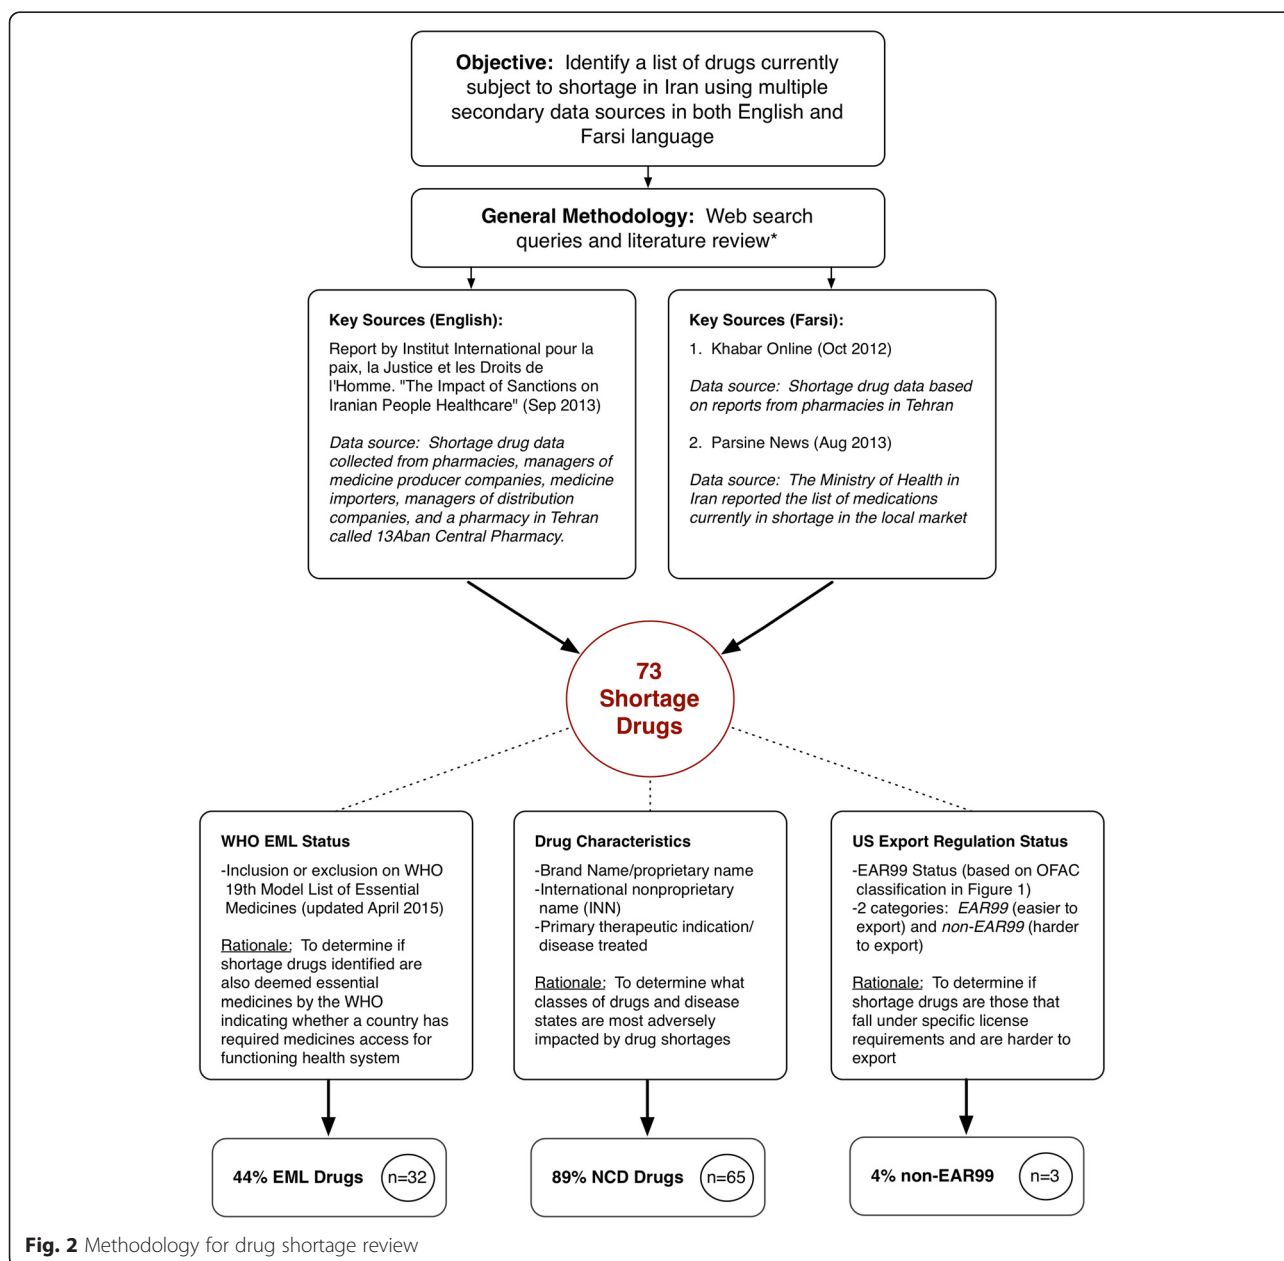 Objective: Identify a list of drugs currently
subject to shortage in Iran using multiple
secondary data sources in both English and
Farsi language
General Methodology: Web search
queries and literature review*
Key Sources (English):
Report by Institut International pour la
paix, la Justice et les Droits de
l'Homme. "The Impact of Sanctions on
Iranian People Healthcare" (Sep 2013)
Data source: Shortage drug data
collected from pharmacies, managers of
medicine producer companies, medicine
importers, managers of distribution
companies, and a pharmacy in Tehran
called 13Aban Central Pharmacy.
Key Sources (Farsi):
1. Khabar Online (Oct 2012)
Data source: Shortage drug data based
on reports from pharmacies in Tehran
2. Parsine News (Aug 2013)
Data source: The Ministry of Health in
Iran reported the list of medications
currently in shortage in the local market
73
Shortage
Drugs
WHO EML Status
-Inclusion or exclusion on WHO
19th Model List of Essential
Medicines (updated April 2015)
Rationale: To determine if
shortage drugs identified are
also deemed essential
medicines by the WHO
indicating whether a country has
required medicines access for
functioning health system
Drug Characteristics
-Brand Name/proprietary name
-International nonproprietary
name (INN)
-Primary therapeutic indication/
disease treated
Rationale: To determine what
classes of drugs and disease
states are most adversely
impacted by drug shortages
US Export Regulation Status
-EAR99 Status (based on OFAC
classification in Figure 1)
-2 categories: EAR99 (easier to
export) and non-EAR99 (harder
to export)
Rationale: To determine if
shortage drugs are those that
fall under specific license
requirements and are harder to
export
44% EML Drugs n=32
89% NCD Drugs n=65
4% non-EAR99 n=3
Fig. 2 Methodology for drug shortage review